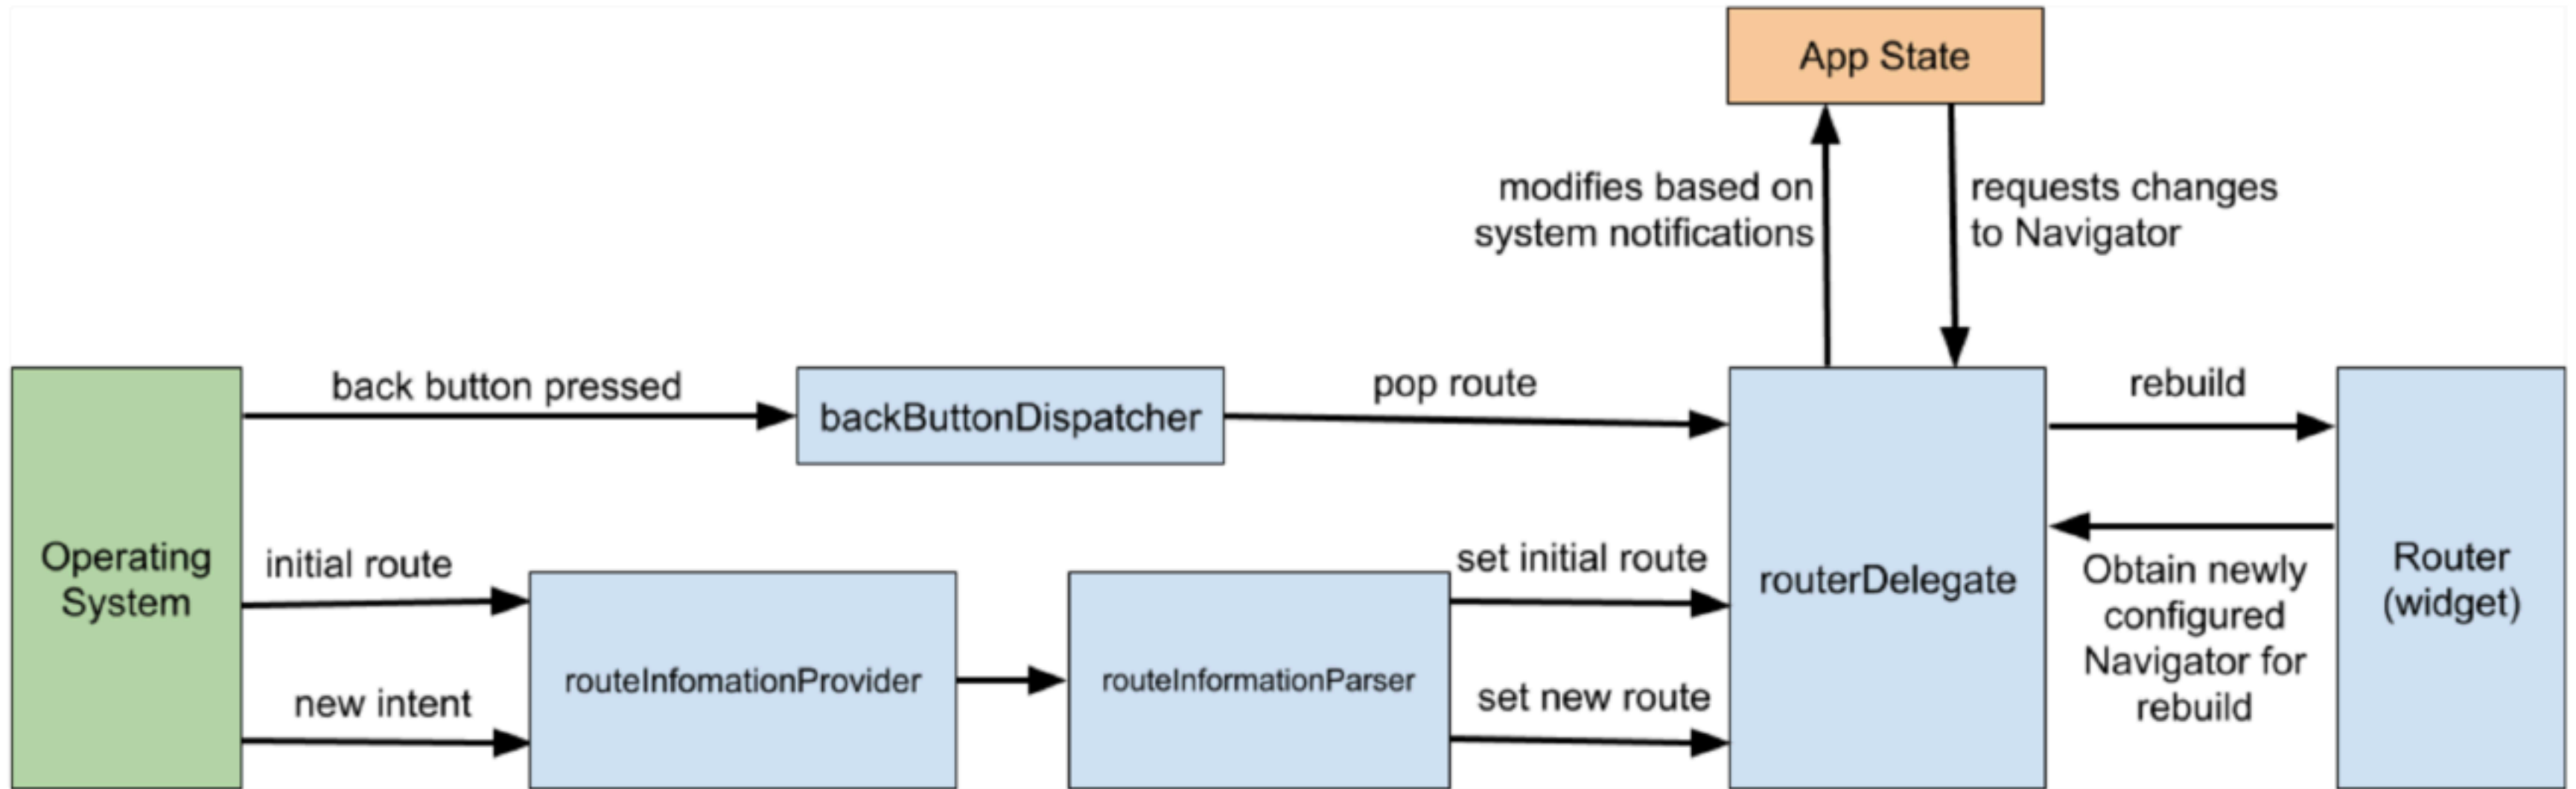 App State
modifies based on
system notifications
requests changes
to Navigator
back button pressed
backButtonDispatcher
pop route
rebuild
Operating
System
initial route
new intent
routeInfomationProvider
routeInformationParser
set initial route
set new route
routerDelegate
Obtain newly
configured
Navigator for
rebuild
Router
(widget)